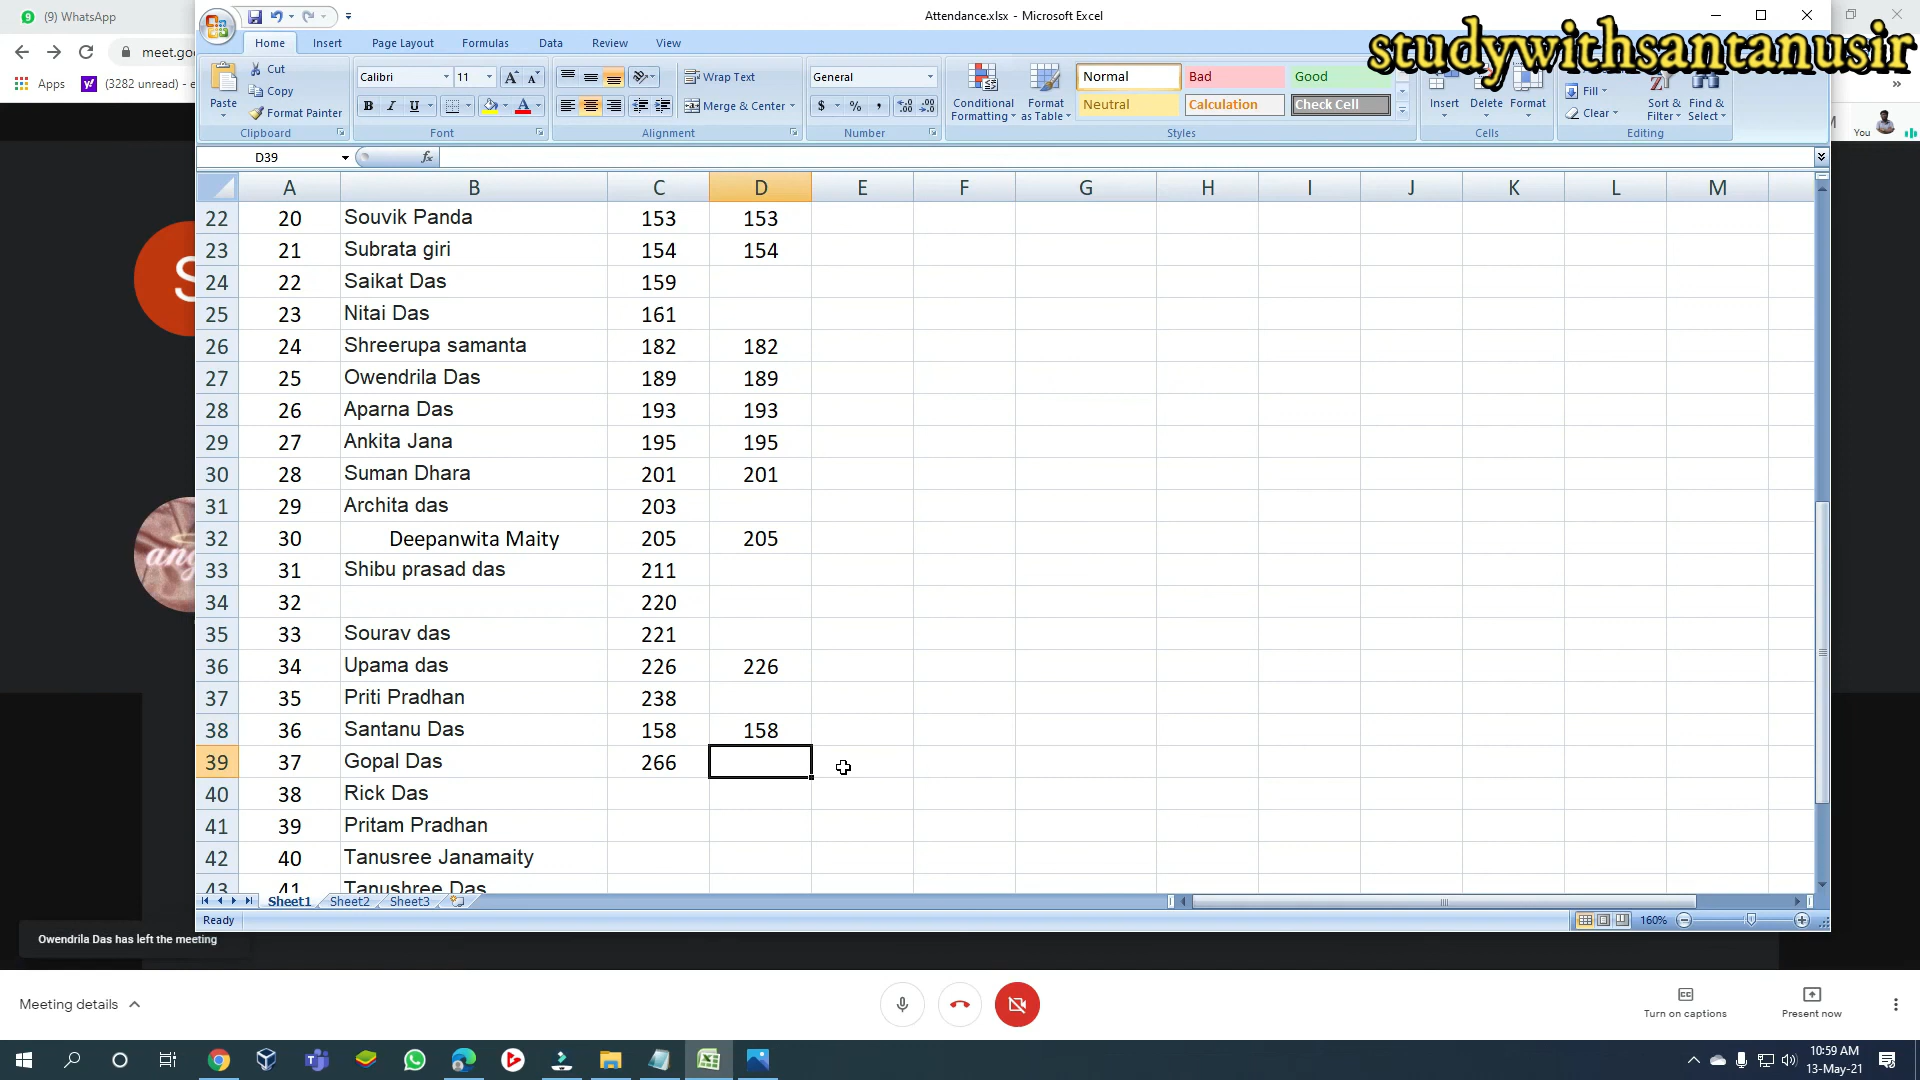 (9) WhatsApp
Attendance.xlsx - Microsoft Excel
studywithsantanusir
Home Insert Page Layout Formulas Data Review View
meet.goo
Apps (3282 unread) - e
Paste
Cut
Copy
Format Painter
Clipboard
Calibri 11
B I U
Font
Wrap Text
Merge & Center
Alignment
General
$ % ,
Number
Conditional Formatting
Format as Table
Normal Bad Good
Neutral Calculation Check Cell
Styles
Insert Delete Format
Cells
Fill
Clear
Sort & Filter
Find & Select
Editing
You
D39 fx
A B C D E F G H I J K L M
22 20 Souvik Panda 153 153
23 21 Subrata giri 154 154
24 22 Saikat Das 159
25 23 Nitai Das 161
26 24 Shreerupa samanta 182 182
27 25 Owendrila Das 189 189
28 26 Aparna Das 193 193
29 27 Ankita Jana 195 195
30 28 Suman Dhara 201 201
31 29 Archita das 203
32 30 Deepanwita Maity 205 205
33 31 Shibu prasad das 211
34 32 220
35 33 Sourav das 221
36 34 Upama das 226 226
37 35 Priti Pradhan 238
38 36 Santanu Das 158 158
39 37 Gopal Das 266
40 38 Rick Das
41 39 Pritam Pradhan
42 40 Tanusree Janamaity
43 41 Tanushree Das
S
ang
Sheet1 Sheet2 Sheet3
Ready 160%
Owendrila Das has left the meeting
Meeting details
Turn on captions
Present now
10:59 AM
13-May-21